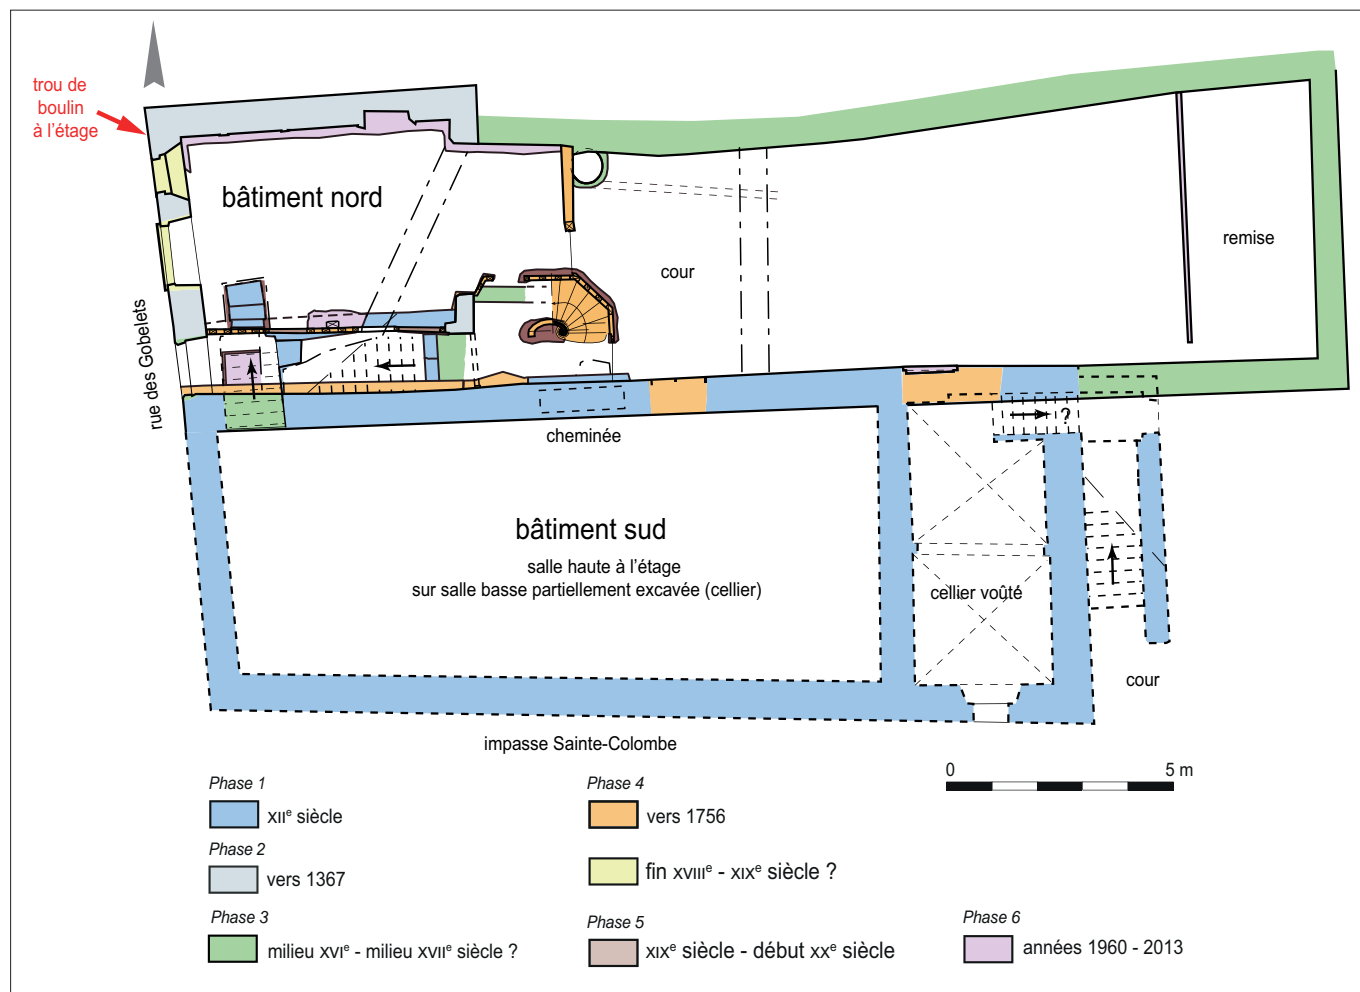 trou de
boulin
à l'étage
bâtiment nord
rue des Gobelets
cour
remise
cheminée
?
bâtiment sud
salle haute à l'étage
sur salle basse partiellement excavée (cellier)
cellier voûté
cour
impasse Sainte-Colombe
0 5 m
Phase 1
XIIe siècle
Phase 2
vers 1367
Phase 3
milieu XVIe - milieu XVIIe siècle ?
Phase 4
vers 1756
fin XVIIIe - XIXe siècle ?
Phase 5
XIXe siècle - début XXe siècle
Phase 6
années 1960 - 2013